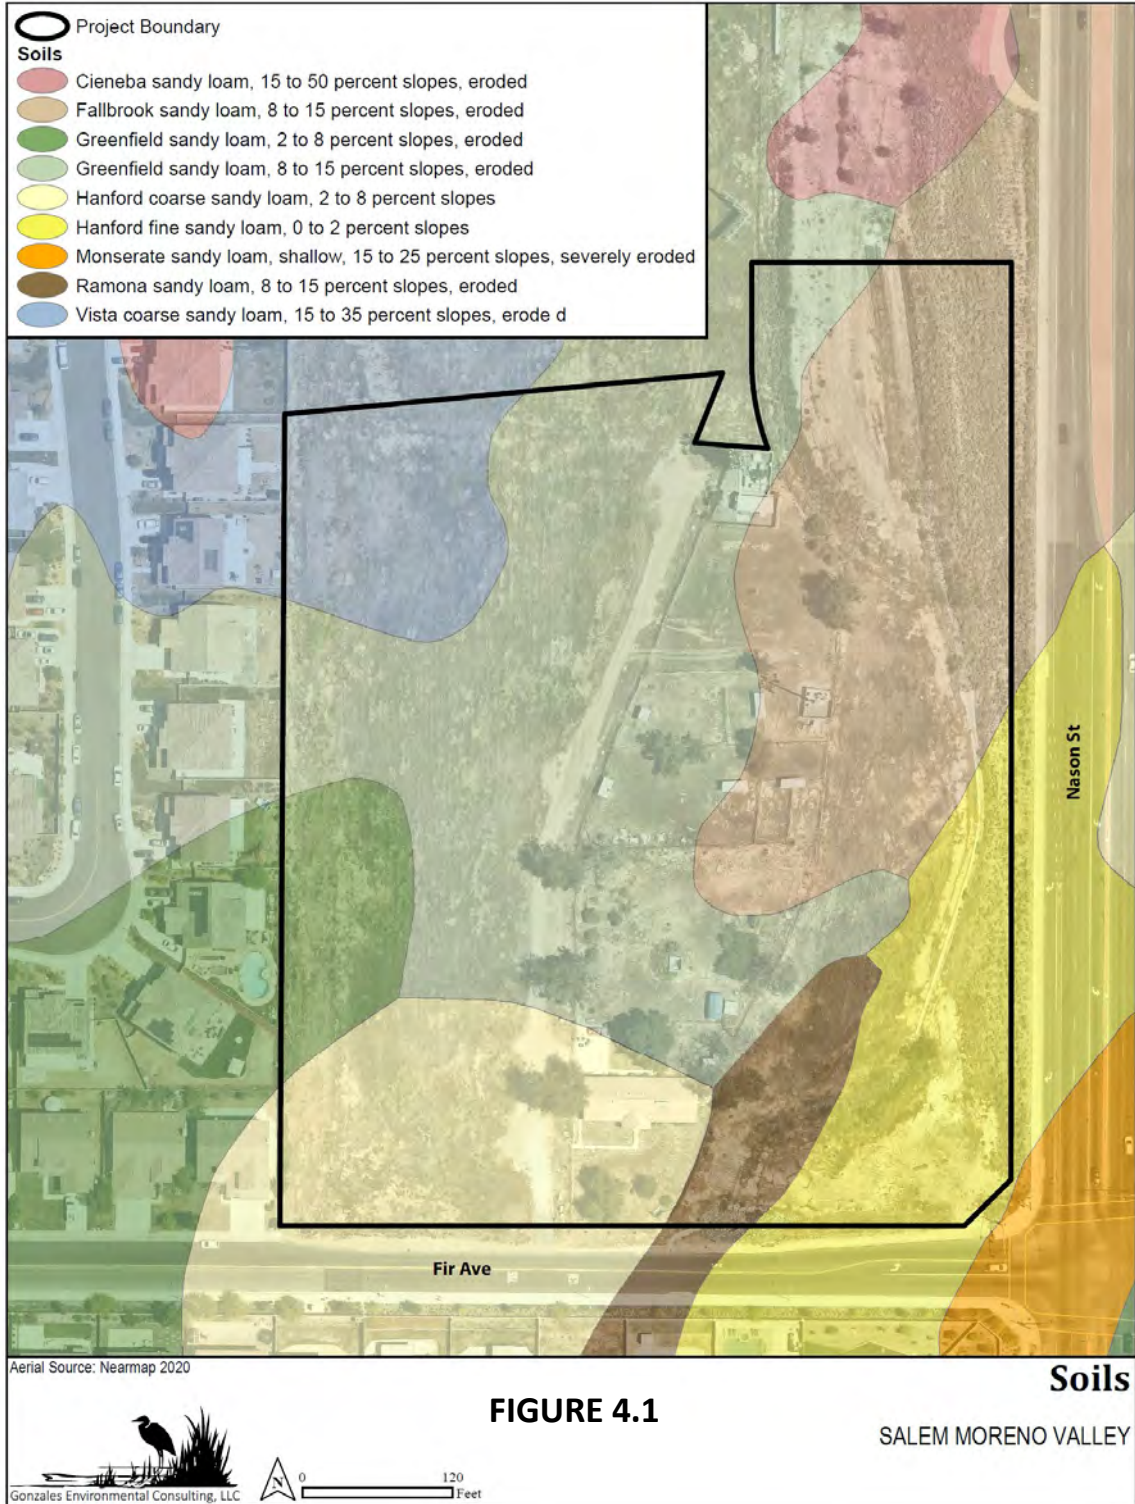 Project Boundary
Soils
Cieneba sandy loam, 15 to 50 percent slopes, eroded
Fallbrook sandy loam, 8 to 15 percent slopes, eroded
Greenfield sandy loam, 2 to 8 percent slopes, eroded
Greenfield sandy loam, 8 to 15 percent slopes, eroded
Hanford coarse sandy loam, 2 to 8 percent slopes
Hanford fine sandy loam, 0 to 2 percent slopes
Monserate sandy loam, shallow, 15 to 25 percent slopes, severely eroded
Ramona sandy loam, 8 to 15 percent slopes, eroded
Vista coarse sandy loam, 15 to 35 percent slopes, erode d
Nason St
Fir Ave
Aerial Source: Nearmap 2020
Soils
FIGURE 4.1
SALEM MORENO VALLEY
N
0 120
Feet
Gonzales Environmental Consulting, LLC